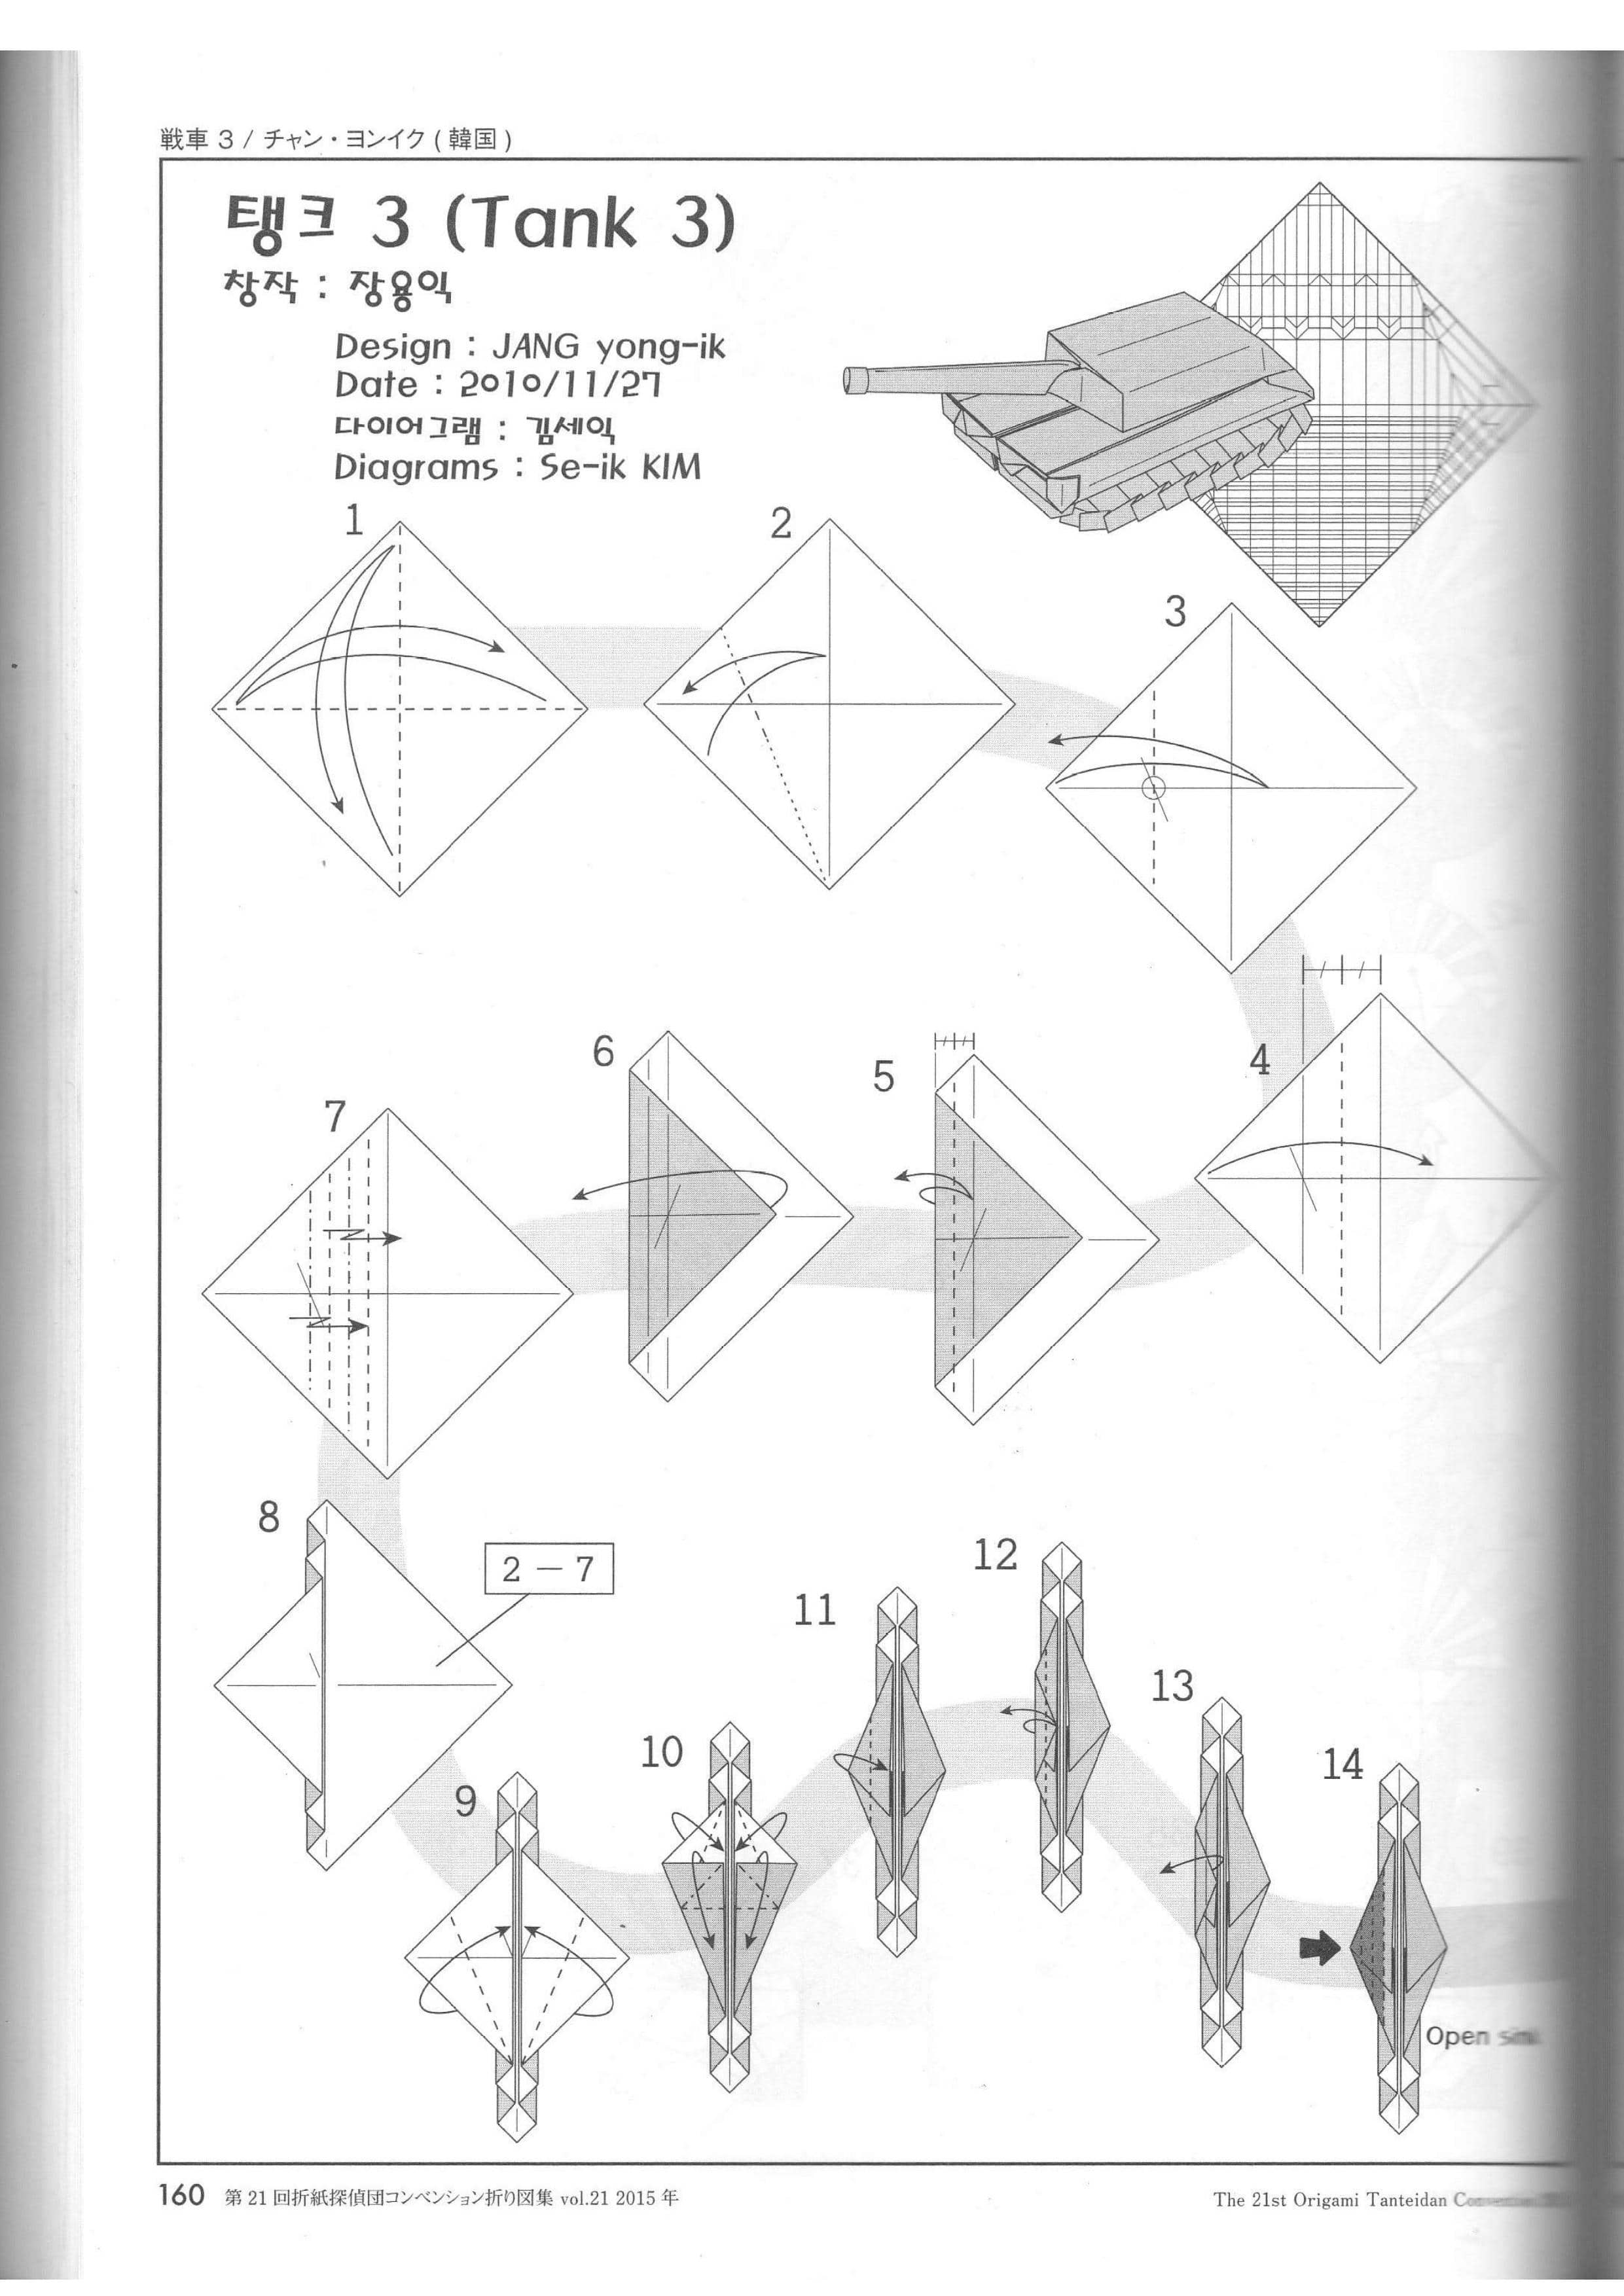 戦車 3 / チャン・ヨンイク ( 韓国 )
탱크 3 (Tank 3)
창작 : 장용익
Design : JANG yong-ik
Date : 2010/11/27
다이어그램 : 김세익
Diagrams : Se-ik KIM
1
2
3
4
5
6
7
8
2 - 7
9
10
11
12
13
14
Open
160 第 21 回折紙探偵団コンベンション折り図集 vol.21 2015 年
The 21st Origami Tanteidan